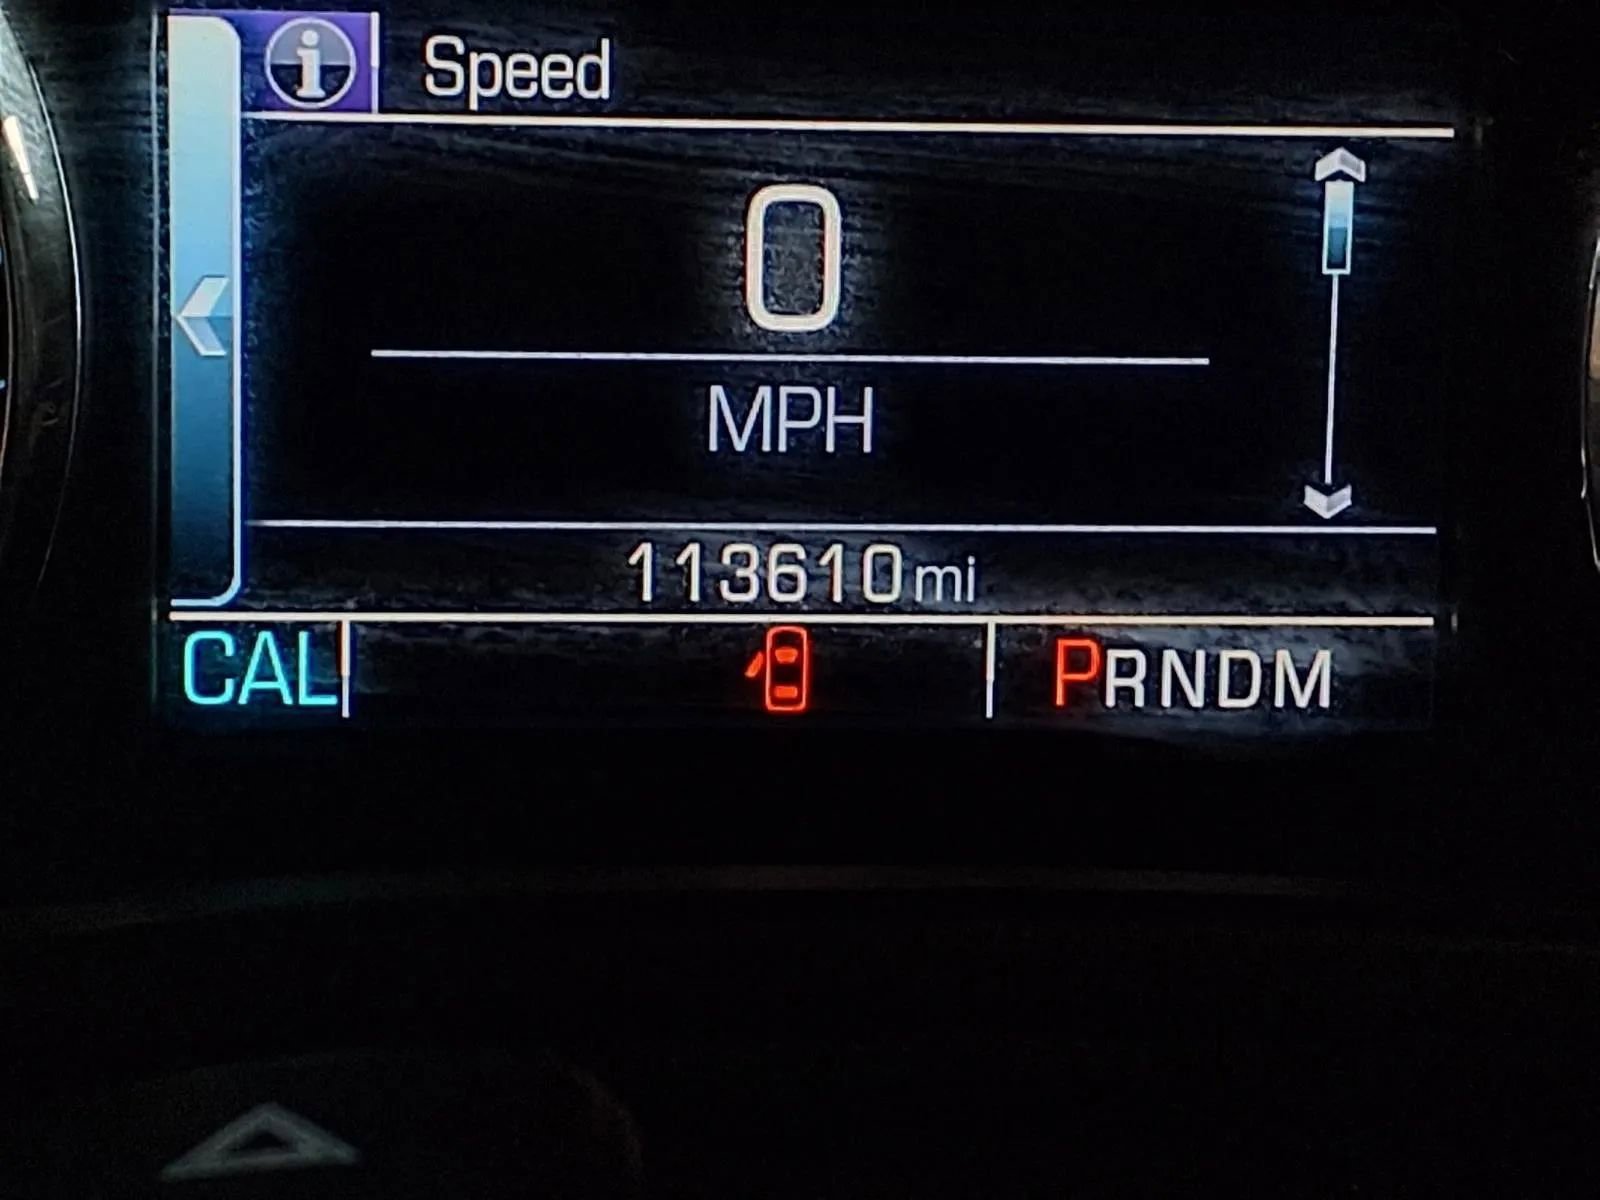 Speed
0
MPH
113610mi
CAL
PRNDM